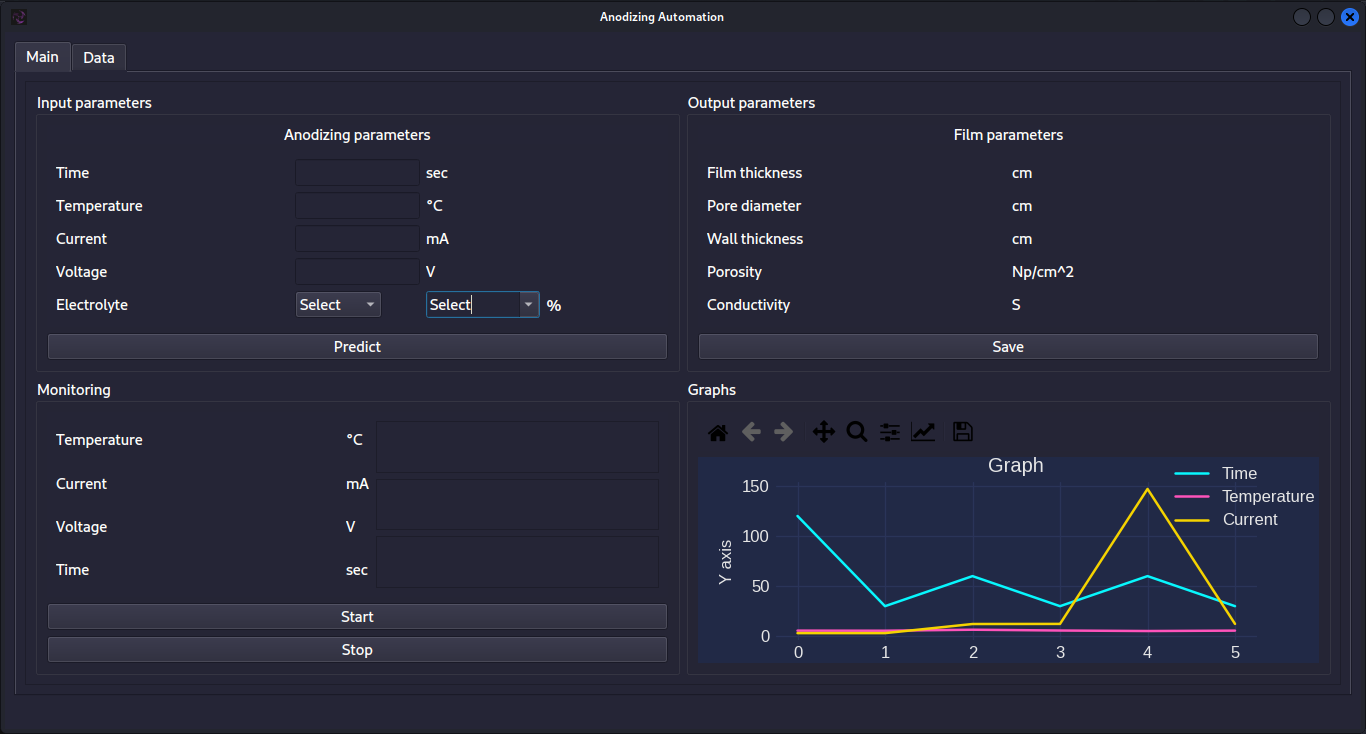 Anodizing Automation
Main Data
Input parameters
Anodizing parameters
Time sec
Temperature °C
Current mA
Voltage V
Electrolyte Select Select %
Predict
Output parameters
Film parameters
Film thickness cm
Pore diameter cm
Wall thickness cm
Porosity Np/cm^2
Conductivity S
Save
Monitoring
Temperature °C
Current mA
Voltage V
Time sec
Start
Stop
Graphs
Graph
Time
Temperature
Current
Y axis
150
100
50
0
0 1 2 3 4 5